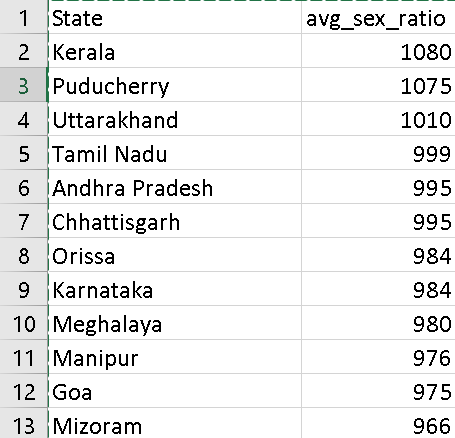 1 State avg_sex_ratio
2 Kerala 1080
3 Puducherry 1075
4 Uttarakhand 1010
5 Tamil Nadu 999
6 Andhra Pradesh 995
7 Chhattisgarh 995
8 Orissa 984
9 Karnataka 984
10 Meghalaya 980
11 Manipur 976
12 Goa 975
13 Mizoram 966